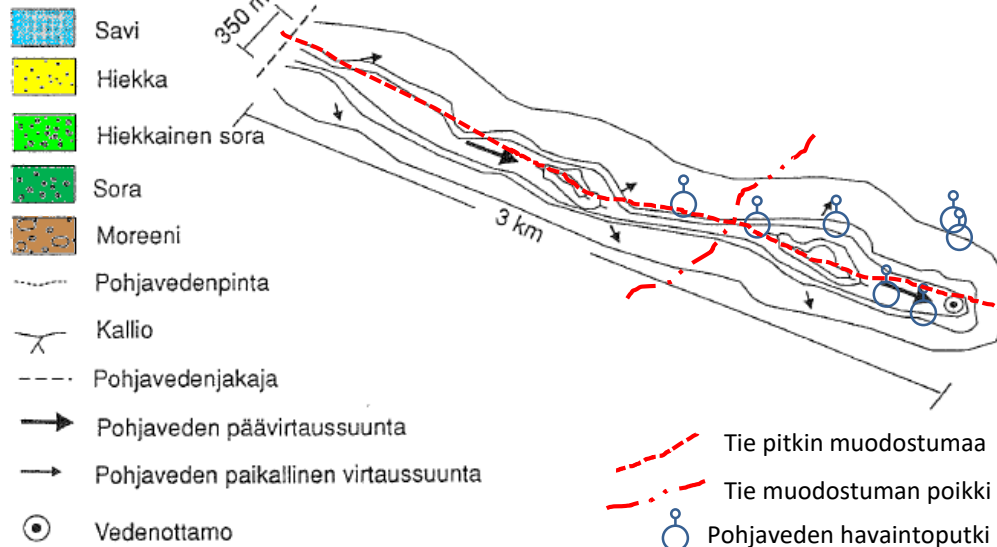 350 m
3 km
Savi
Hiekka
Hiekkainen sora
Sora
Moreeni
Pohjavedenpinta
Kallio
Pohjavedenjakaja
Pohjaveden päävirtaussuunta
Pohjaveden paikallinen virtaussuunta
Vedenottamo
Tie pitkin muodostumaa
Tie muodostuman poikki
Pohjaveden havaintoputki